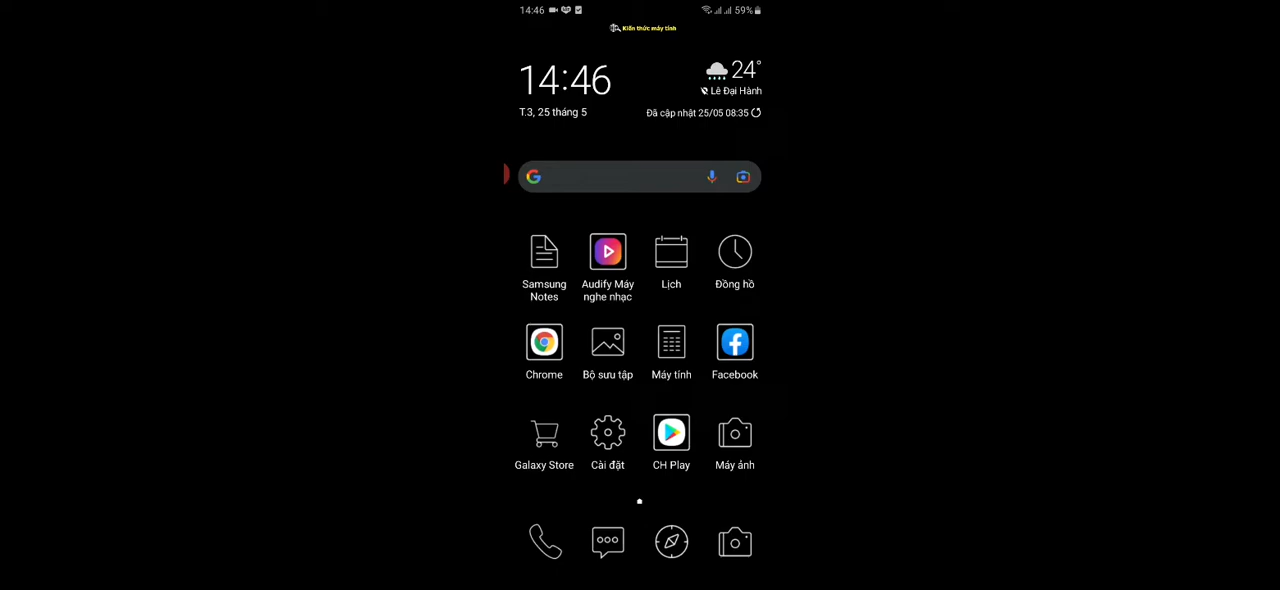 14:46
59%
Kiến thức máy tính
14:46
24°
Lê Đại Hành
T.3, 25 tháng 5
Đã cập nhật 25/05 08:35
Samsung
Notes
Audify Máy
nghe nhạc
Lịch
Đồng hồ
Chrome
Bộ sưu tập
Máy tính
Facebook
Galaxy Store
Cài đặt
CH Play
Máy ảnh